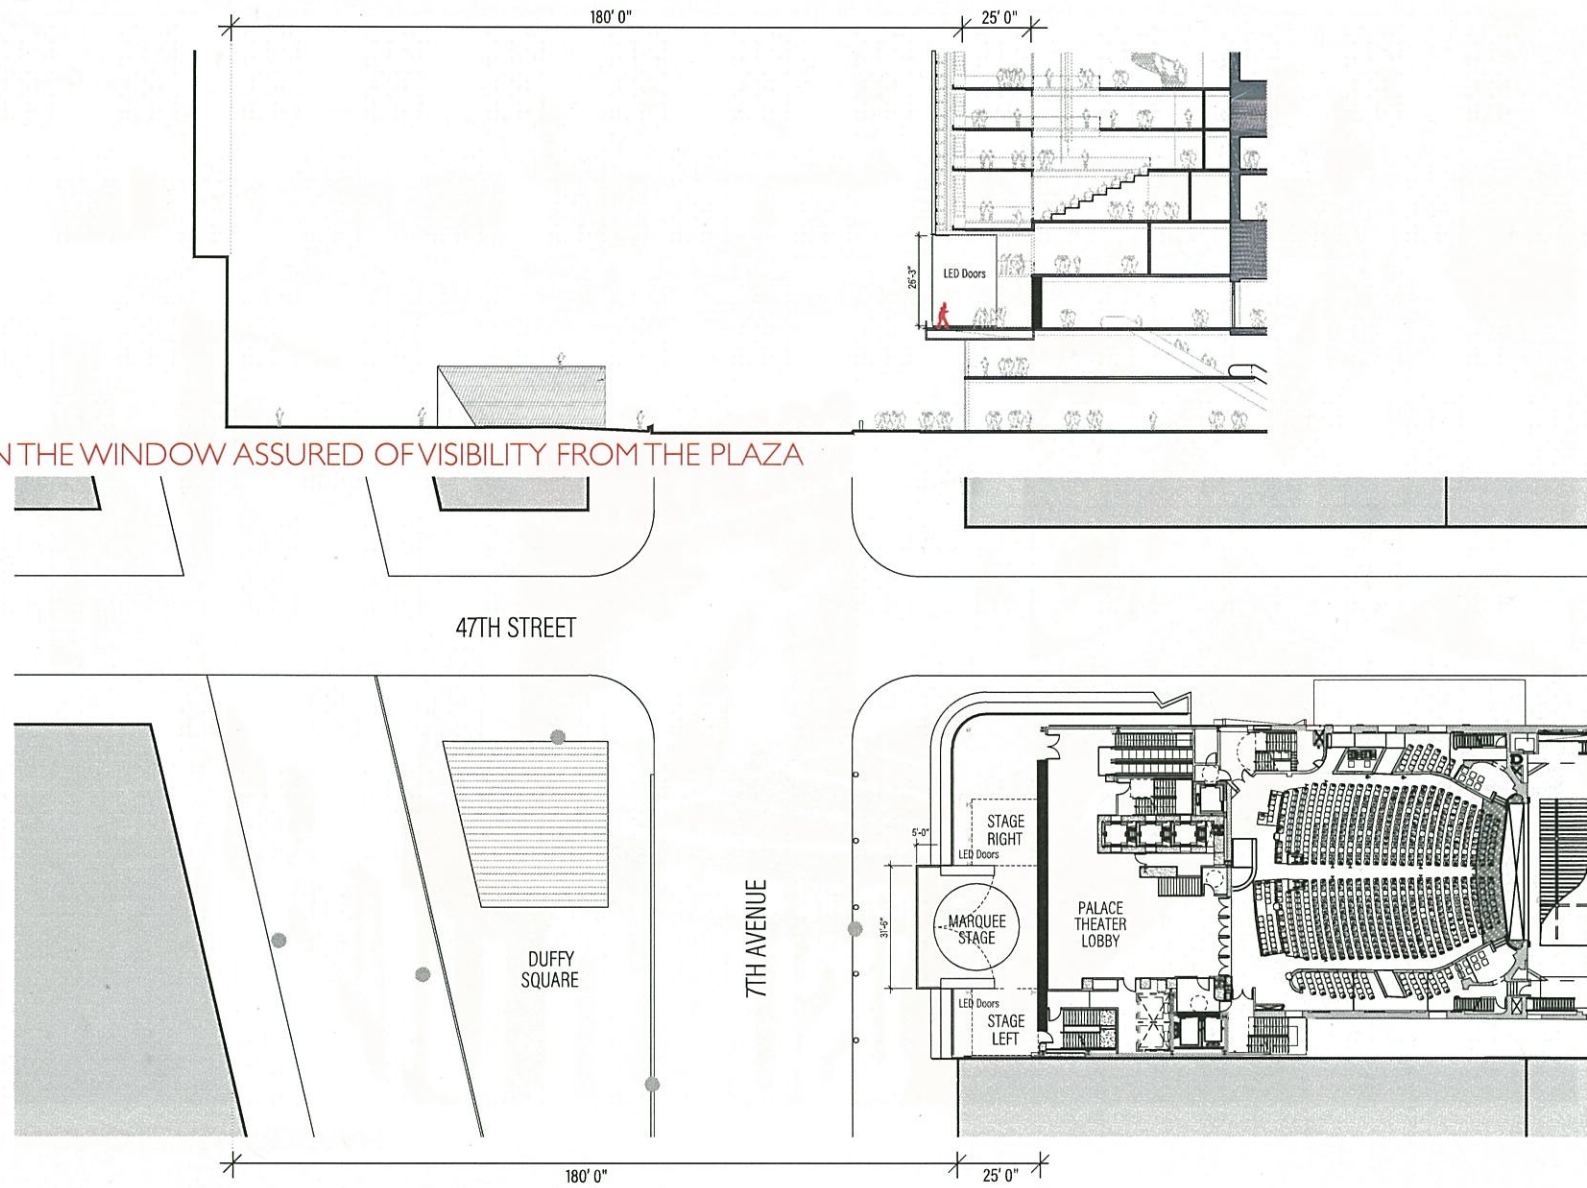 180' 0"
25' 0"
LED Doors
26'-3"
N THE WINDOW ASSURED OF VISIBILITY FROM THE PLAZA
47TH STREET
STAGE
RIGHT
5'-0"
LED Doors
7TH AVENUE
31'-6"
MARQUEE
STAGE
PALACE
THEATER
LOBBY
DUFFY
SQUARE
LED Doors
STAGE
LEFT
180' 0"
25' 0"